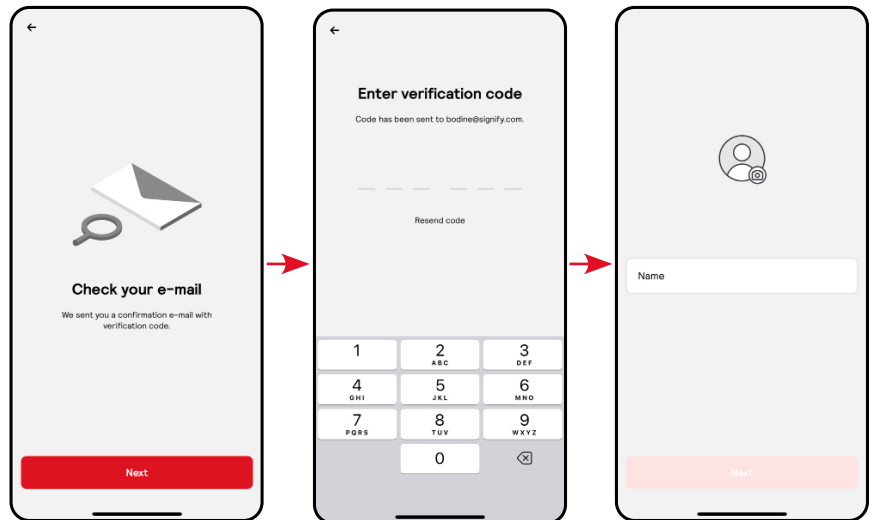 Check your e-mail
We sent you a confirmation e-mail with
verification code.
Next
Enter verification code
Code has been sent to bodine@signify.com.
Resend code
1
2
ABC
3
DEF
4
GHI
5
JKL
6
MNO
7
PQRS
8
TUV
9
WXYZ
0
Name
Next